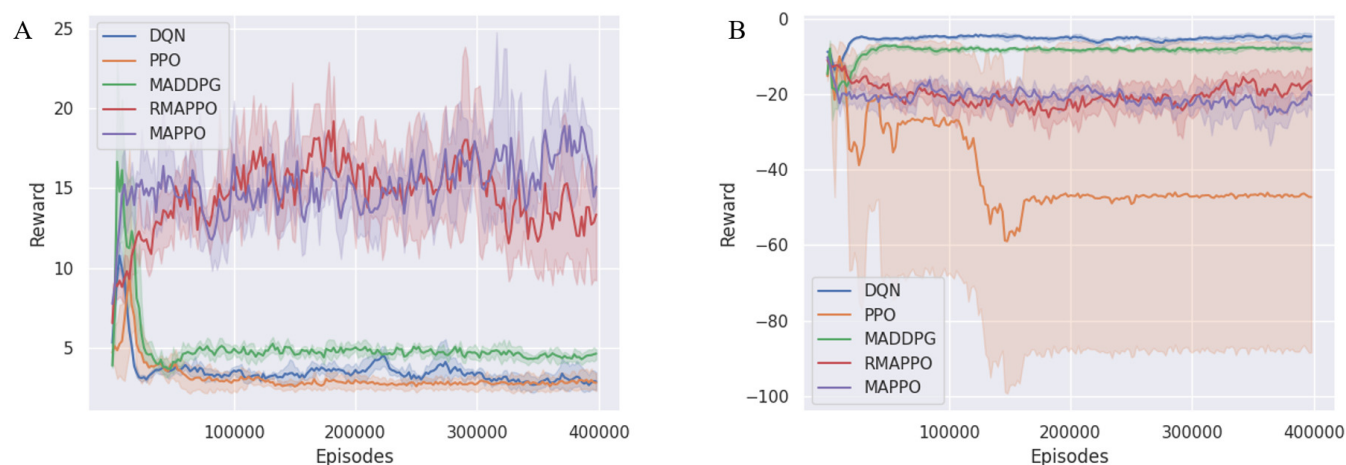 A
25
20
15
10
5
Reward
DQN
PPO
MADDPG
RMAPPO
MAPPO
100000 200000 300000 400000
Episodes
B
0
−20
−40
−60
−80
−100
Reward
DQN
PPO
MADDPG
RMAPPO
MAPPO
100000 200000 300000 400000
Episodes